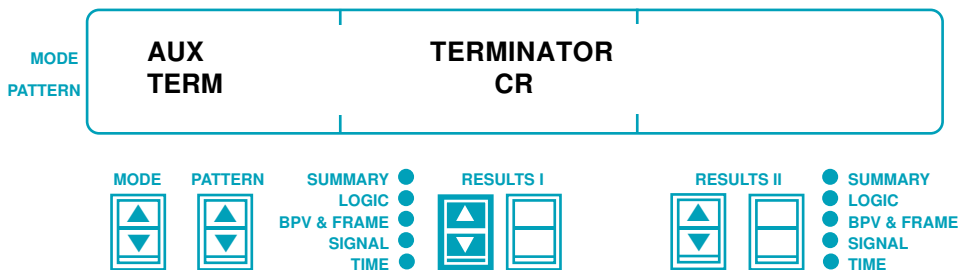 MODE
PATTERN
AUX TERMINATOR
TERM CR
MODE PATTERN SUMMARY RESULTS I RESULTS II SUMMARY
LOGIC LOGIC
BPV & FRAME BPV & FRAME
SIGNAL SIGNAL
TIME TIME